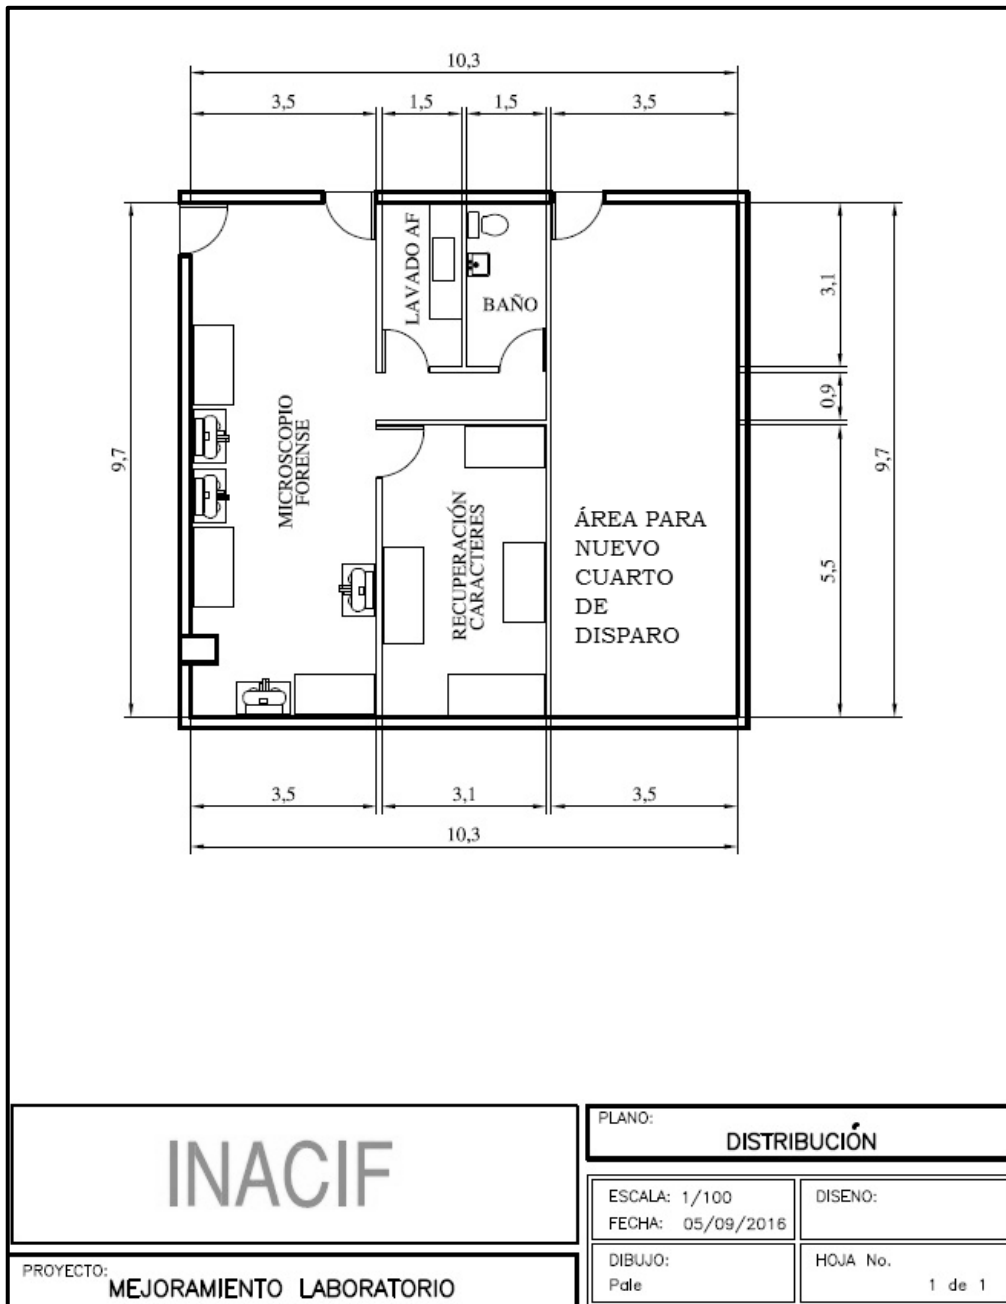 10,3
3,5
1,5
1,5
3,5
LAVADO AF
BAÑO
3,1
0,9
9,7
9,7
5,5
MICROSCOPIO
FORENSE
RECUPERACIÓN
CARACTERES
ÁREA PARA
NUEVO
CUARTO
DE
DISPARO
3,5
3,1
3,5
10,3
INACIF
PLANO:
DISTRIBUCIÓN
ESCALA: 1/100
FECHA: 05/09/2016
DISENO:
DIBUJO:
Pale
HOJA No.
1 de 1
PROYECTO:
MEJORAMIENTO LABORATORIO